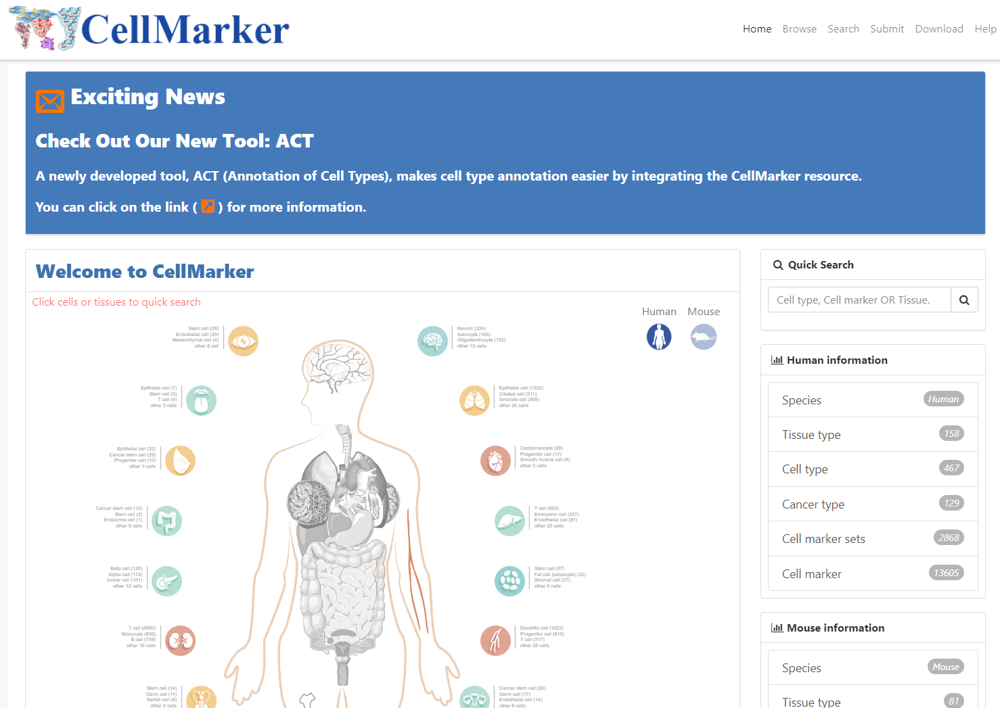 CellMarker
Home Browse Search Submit Download Help
Exciting News
Check Out Our New Tool: ACT
A newly developed tool, ACT (Annotation of Cell Types), makes cell type annotation easier by integrating the CellMarker resource.
You can click on the link ( ) for more information.
Welcome to CellMarker
Click cells or tissues to quick search
Human Mouse
Stem cell (28)
Endothelial cell (20)
Mesenchymal cell (4)
other 8 cell
Neuron (224)
Astrocyte (166)
Oligodendrocyte (152)
other 12 cells
Epithelial cell (7)
Stem cell (5)
T cell (4)
other 3 cells
Epithelial cell (1302)
Ciliated cell (311)
Ionocyte cell (308)
other 20 cells
Epithelial cell (32)
Cancer stem cell (29)
Progenitor cell (10)
other 3 cells
Cardiomyocyte (28)
Progenitor cell (17)
Smooth muscle cell (8)
other 3 cells
Cancer stem cell (15)
Stem cell (2)
Endocrine cell (1)
other 9 cells
T cell (803)
Embryonic cell (207)
Endothelial cell (81)
other 20 cells
Beta cell (120)
Alpha cell (113)
Acinar cell (101)
other 12 cells
Stem cell (57)
Fat cell (adipocyte) (32)
Stromal cell (27)
other 9 cells
T cell (4890)
Monocyte (835)
B cell (759)
other 16 cells
Dendritic cell (1023)
Progenitor cell (815)
T cell (317)
other 29 cells
Stem cell (14)
Germ cell (11)
Sertoli cell (8)
other 3 cells
Cancer stem cell (20)
Germ cell (17)
Endothelial cell (14)
other 8 cells
Quick Search
Cell type, Cell marker OR Tissue.
Human information
Species Human
Tissue type 158
Cell type 467
Cancer type 129
Cell marker sets 2868
Cell marker 13605
Mouse information
Species Mouse
Tissue type 81